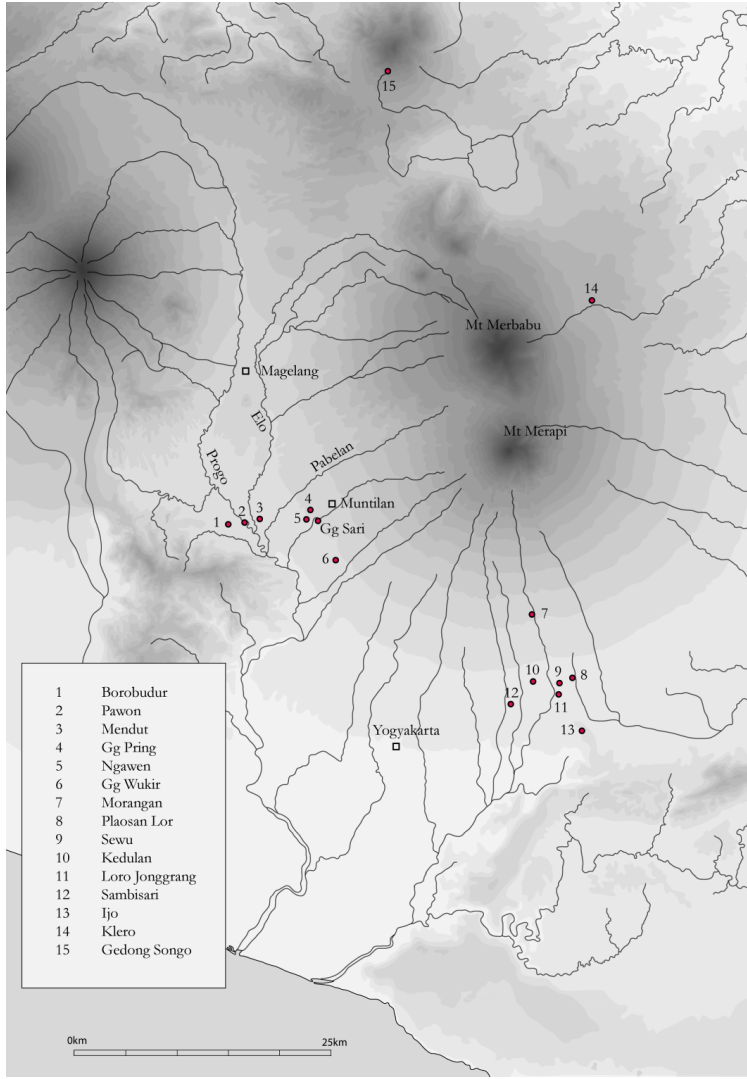 15
14
Mt Merbabu
Magelang
Elo
Mt Merapi
Pabelan
Progo
4
Muntilan
1
2
3
5
Gg Sari
6
7
10
9
8
12
11
13
Yogyakarta
1 Borobudur
2 Pawon
3 Mendut
4 Gg Pring
5 Ngawen
6 Gg Wukir
7 Morangan
8 Plaosan Lor
9 Sewu
10 Kedulan
11 Loro Jonggrang
12 Sambisari
13 Ijo
14 Klero
15 Gedong Songo
0km 25km